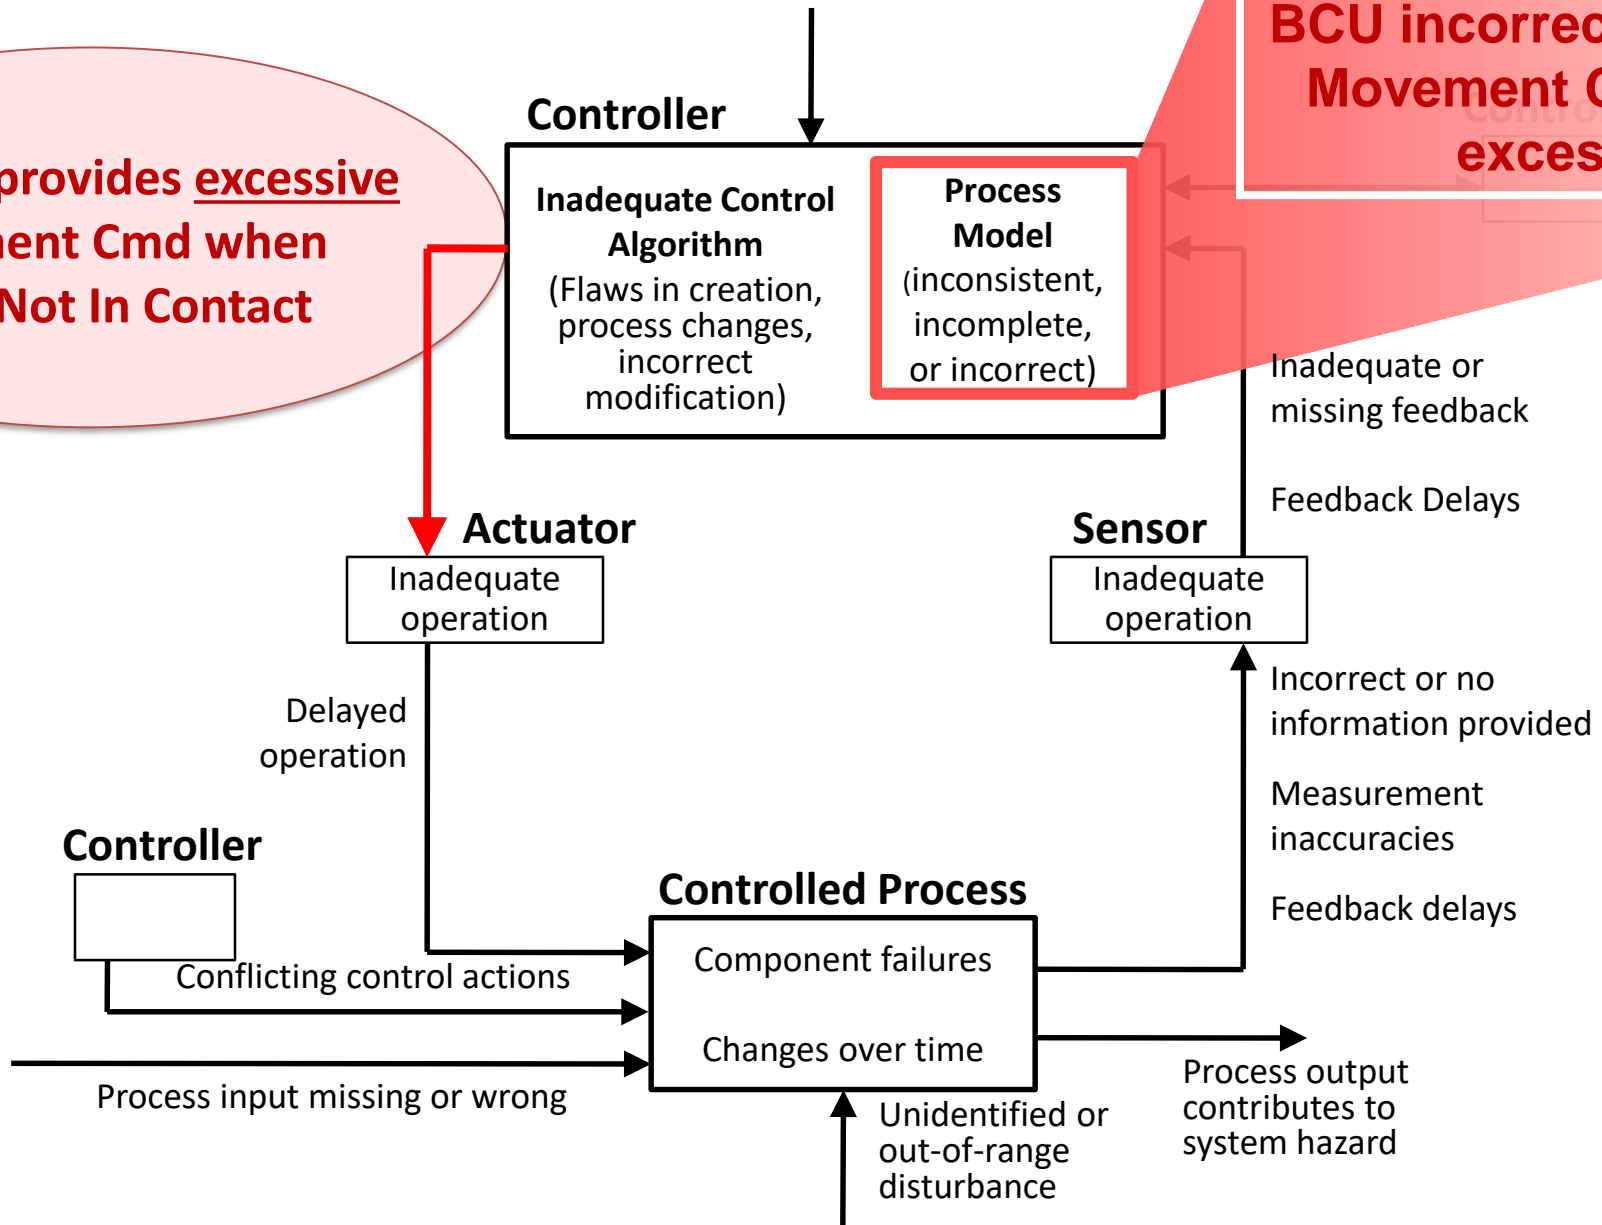 BCU incorrec
Movement C
exces
Controller
Contro
provides excessive
ent Cmd when
Not In Contact
Inadequate Control
Algorithm
(Flaws in creation,
process changes,
incorrect
modification)
Process
Model
(inconsistent,
incomplete,
or incorrect)
Inadequate or
missing feedback
Feedback Delays
Actuator
Inadequate
operation
Sensor
Inadequate
operation
Delayed
operation
Incorrect or no
information provided
Measurement
inaccuracies
Feedback delays
Controller
Conflicting control actions
Process input missing or wrong
Controlled Process
Component failures
Changes over time
Unidentified or
out-of-range
disturbance
Process output
contributes to
system hazard